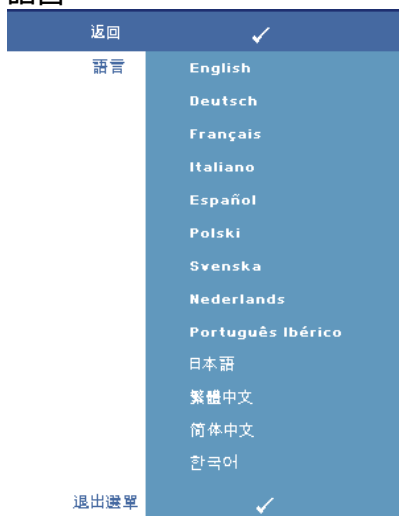 返回 ✓
語言 English
Deutsch
Français
Italiano
Español
Polski
Svenska
Nederlands
Português Ibérico
日本語
繁體中文
简体中文
한국어
退出選單 ✓